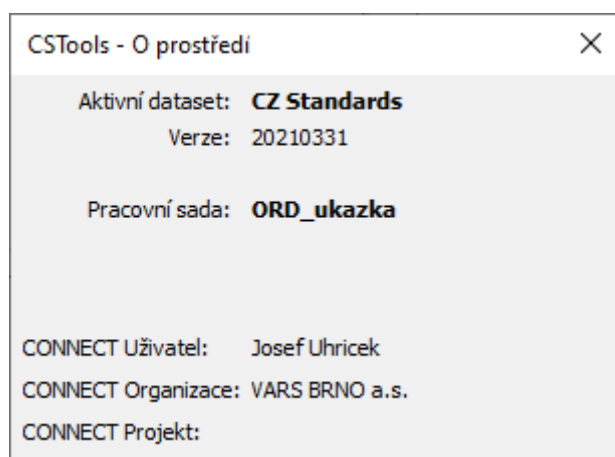 CSTools - O prostředí
Aktivní dataset: CZ Standards
Verze: 20210331
Pracovní sada: ORD_ukazka
CONNECT Uživatel: Josef Uhricek
CONNECT Organizace: VARS BRNO a.s.
CONNECT Projekt: